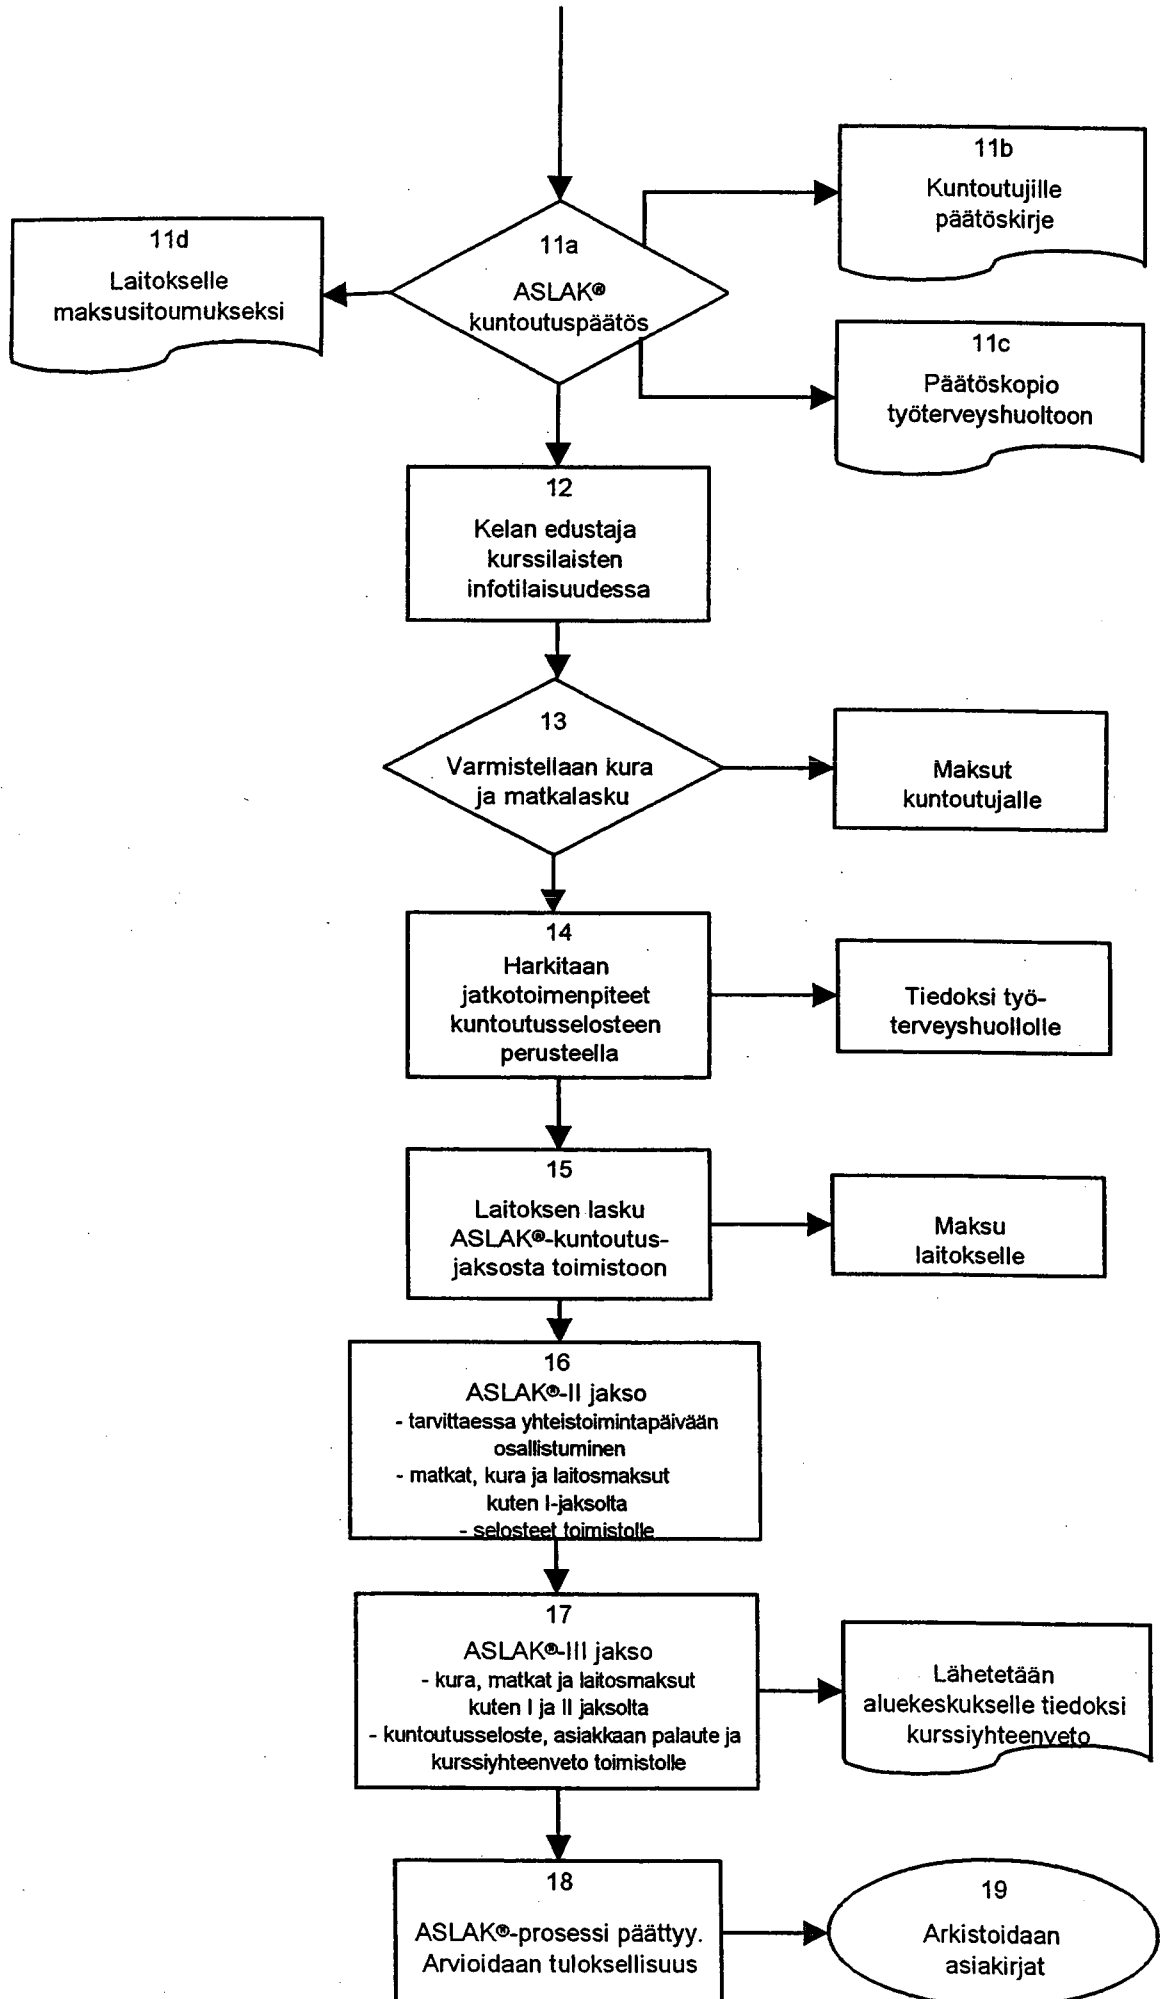 11b
Kuntoutujille
päätöskirje
11d
Laitokselle
maksusitoumukseksi
11a
ASLAK®
kuntoutuspäätös
11c
Päätöskopio
työterveyshuoltoon
12
Kelan edustaja
kurssilaisten
infotilaisuudessa
13
Varmistellaan kura
ja matkalasku
Maksut
kuntoutujalle
14
Harkitaan
jatkotoimenpiteet
kuntoutusselosteen
perusteella
Tiedoksi työ-
terveyshuollolle
15
Laitoksen lasku
ASLAK®-kuntoutus-
jaksosta toimistoon
Maksu
laitokselle
16
ASLAK®-II jakso
- tarvittaessa yhteistoimintapäivään
osallistuminen
- matkat, kura ja laitosmaksut
kuten I-jaksolta
- selosteet toimistolle
17
ASLAK®-III jakso
- kura, matkat ja laitosmaksut
kuten I ja II jaksolta
- kuntoutusseloste, asiakkaan palaute ja
kurssiyhteenveto toimistolle
Lähetetään
aluekeskukselle tiedoksi
kurssiyhteenveto
18
ASLAK®-prosessi päättyy.
Arvioidaan tuloksellisuus
19
Arkistoidaan
asiakirjat